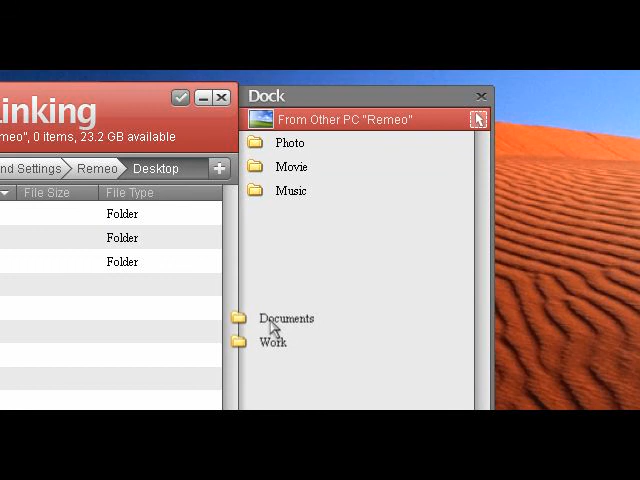 inking
meo", 0 items, 23.2 GB available
nd Settings
Remeo
Desktop
File Size
File Type
Folder
Folder
Folder
Dock
From Other PC "Remeo"
Photo
Movie
Music
Documents
Work